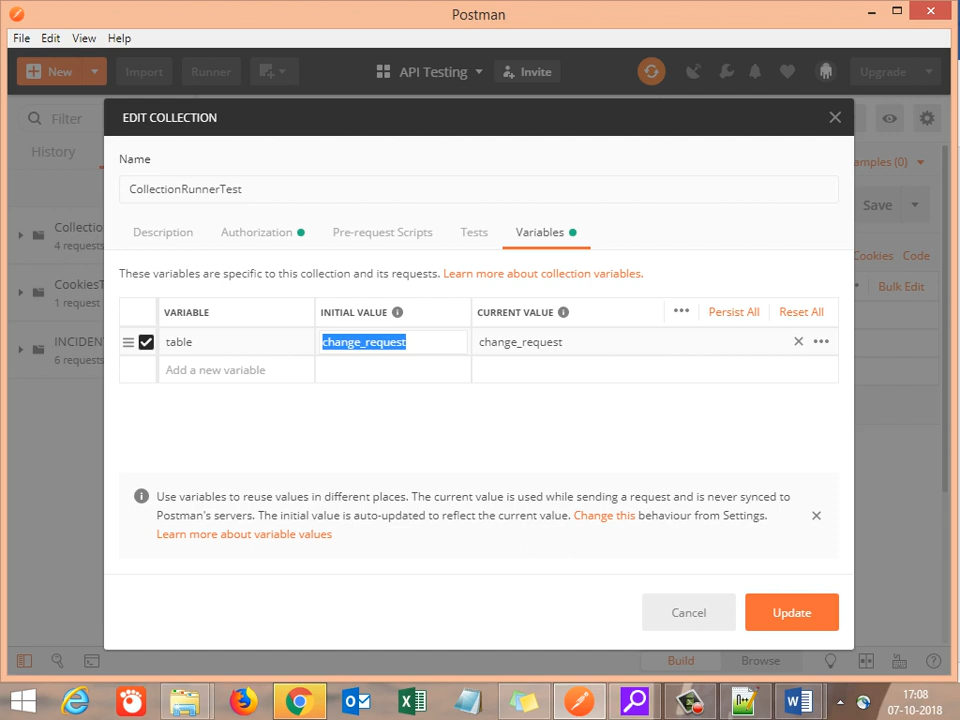 Postman
File Edit View Help
New Import Runner API Testing Invite Upgrade
Filter
History
EDIT COLLECTION
Name
CollectionRunnerTest
Description Authorization Pre-request Scripts Tests Variables
These variables are specific to this collection and its requests. Learn more about collection variables.
VARIABLE INITIAL VALUE CURRENT VALUE Persist All Reset All
table change_request change_request
Add a new variable
Use variables to reuse values in different places. The current value is used while sending a request and is never synced to
Postman's servers. The initial value is auto-updated to reflect the current value. Change this behaviour from Settings.
Learn more about variable values
Cancel Update
Collectio
4 requests
CookiesT
1 request
INCIDEN
6 requests
amples (0)
Save
Cookies Code
Bulk Edit
Build Browse
17:08
07-10-2018